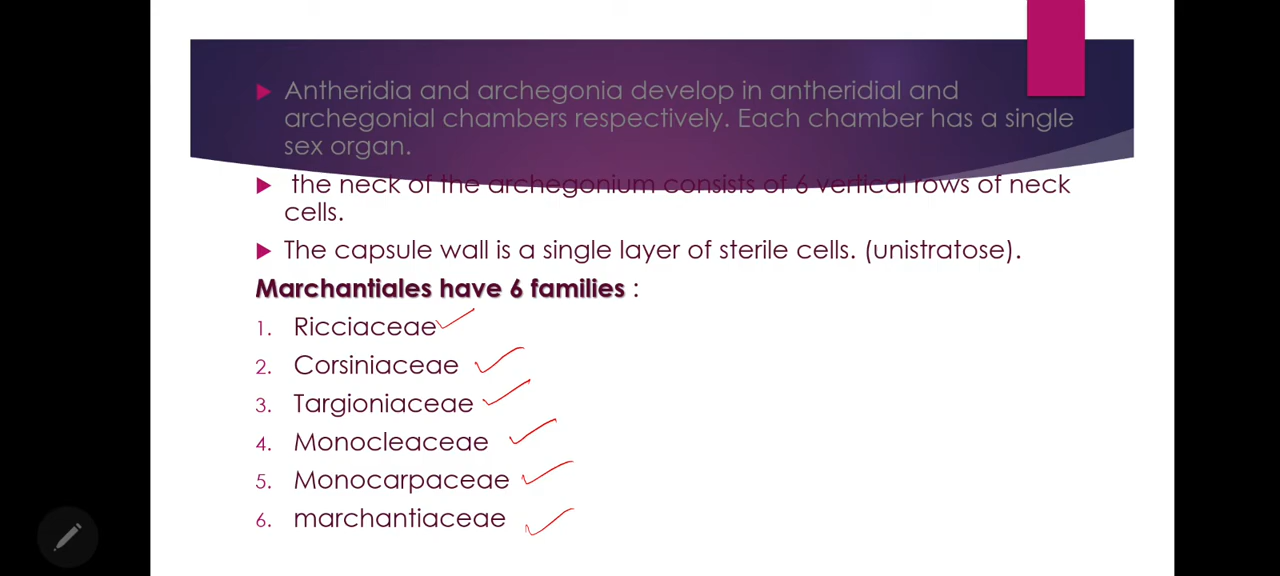 Antheridia and archegonia develop in antheridial and
archegonial chambers respectively. Each chamber has a single
sex organ.
the neck of the archegonium consists of 6 vertical rows of neck
cells.
The capsule wall is a single layer of sterile cells. (unistratose).
Marchantiales have 6 families :
1. Ricciaceae
2. Corsiniaceae
3. Targioniaceae
4. Monocleaceae
5. Monocarpaceae
6. marchantiaceae